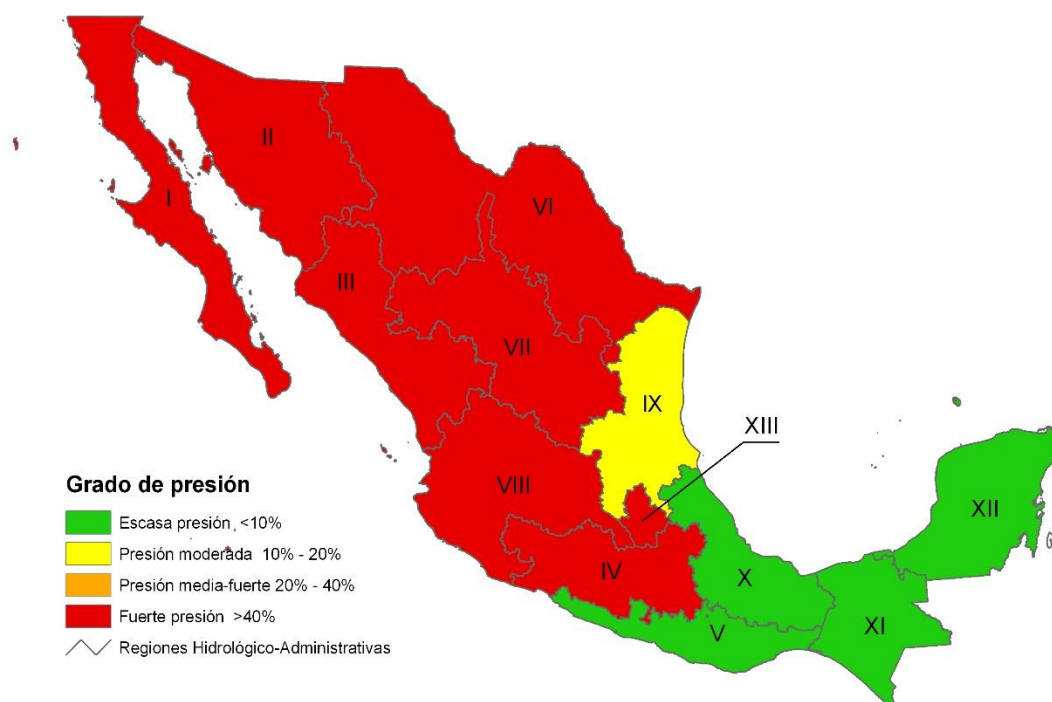 II
VI
I
III
VII
IX
XIII
VIII
XII
IV
X
V
XI
Grado de presión
Escasa presión, <10%
Presión moderada 10% - 20%
Presión media-fuerte 20% - 40%
Fuerte presión >40%
Regiones Hidrológico-Administrativas